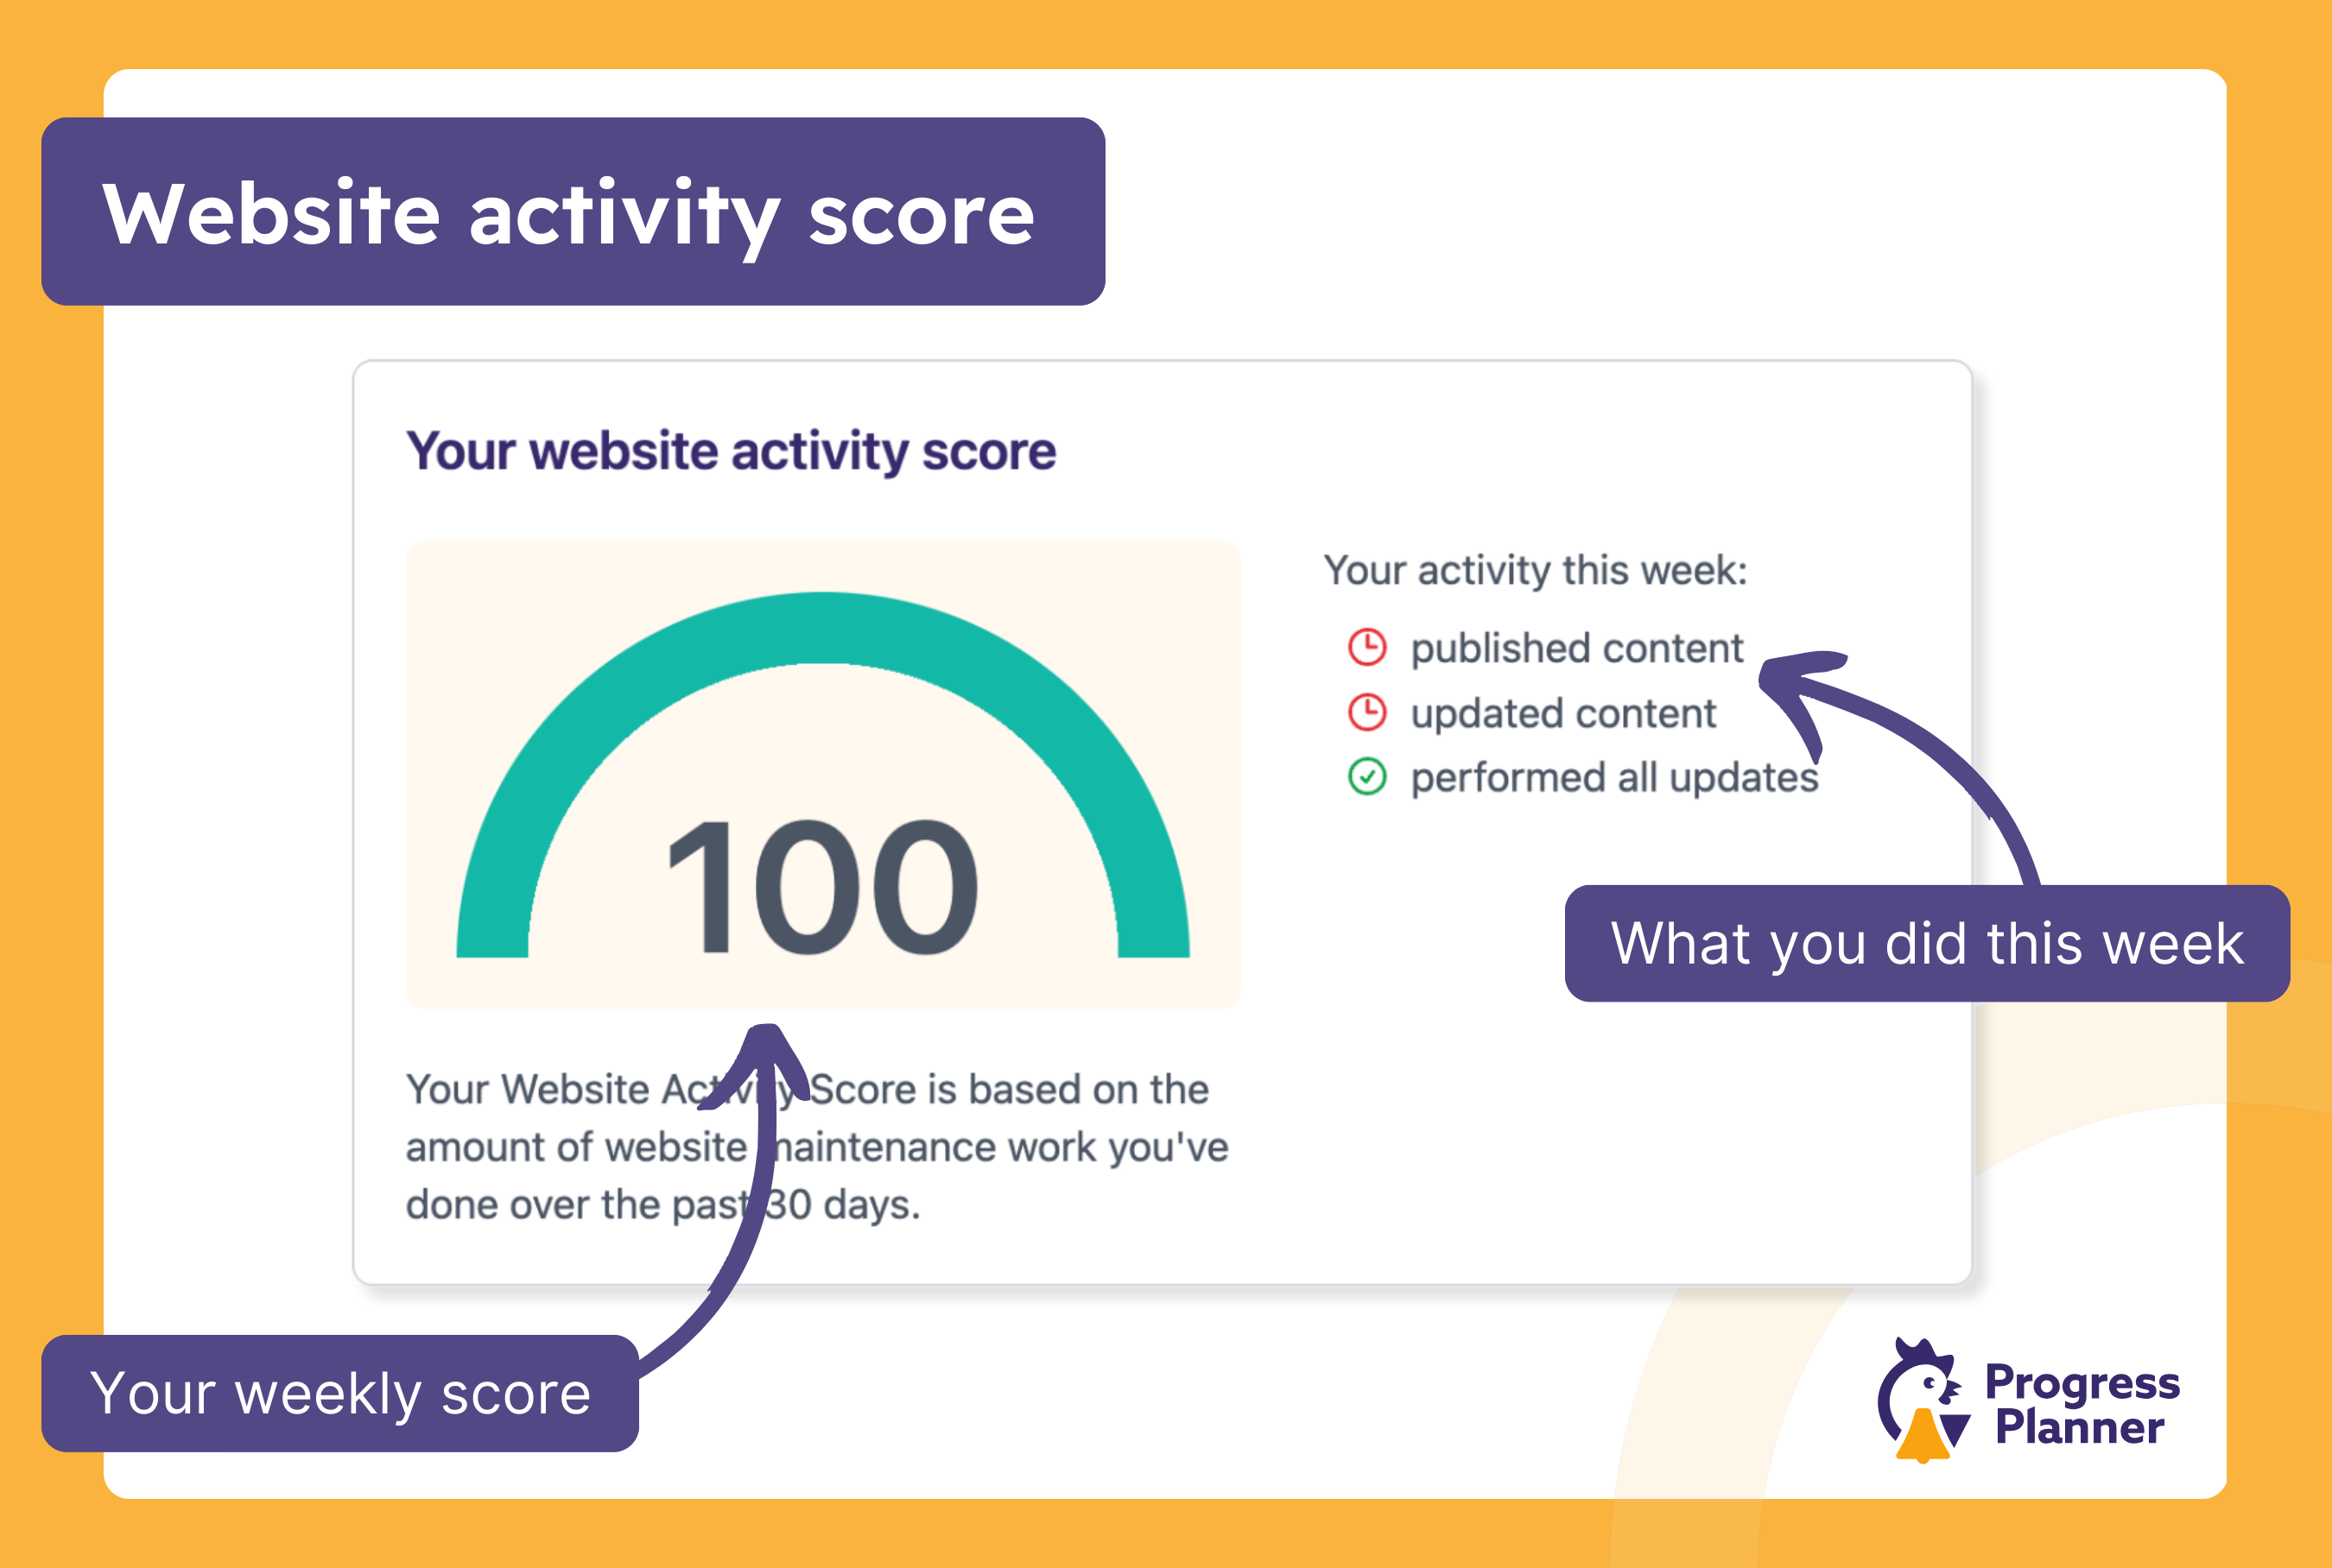 Website activity score
Your website activity score
100
Your Website Activity Score is based on the
amount of website maintenance work you've
done over the past 30 days.
Your activity this week:
published content
updated content
performed all updates
What you did this week
Your weekly score
Progress
Planner